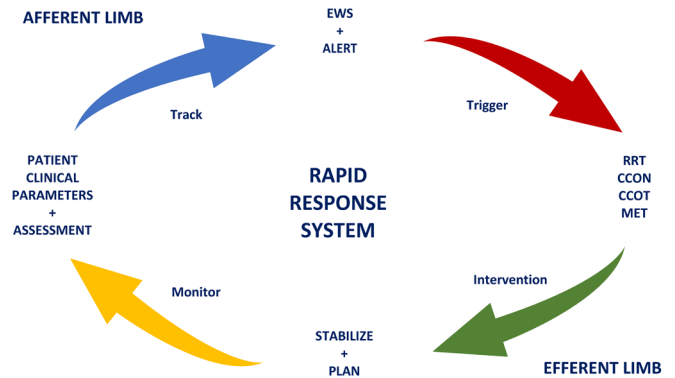 AFFERENT LIMB
EWS
+
ALERT
Track
Trigger
PATIENT
CLINICAL
PARAMETERS
+
ASSESSMENT
RAPID
RESPONSE
SYSTEM
RRT
CCON
CCOT
MET
Monitor
Intervention
STABILIZE
+
PLAN
EFFERENT LIMB